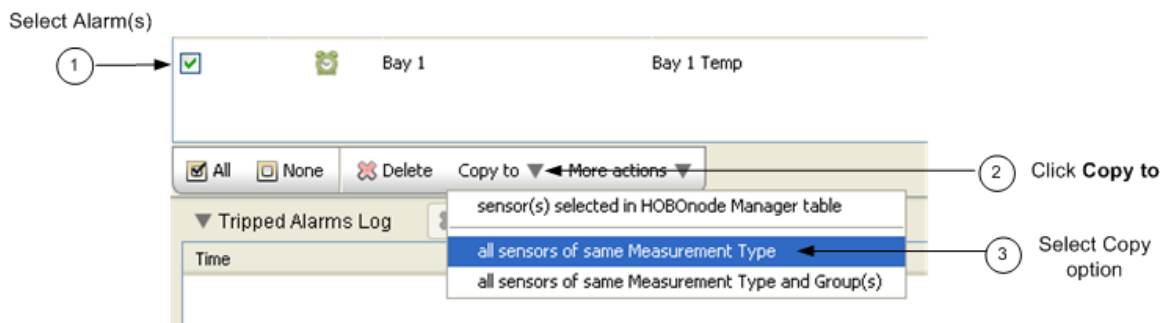 Select Alarm(s)
1
Bay 1 Bay 1 Temp
All None Delete Copy to More actions
2 Click Copy to
sensor(s) selected in HOBOnode Manager table
Tripped Alarms Log
all sensors of same Measurement Type
3 Select Copy
option
Time
all sensors of same Measurement Type and Group(s)